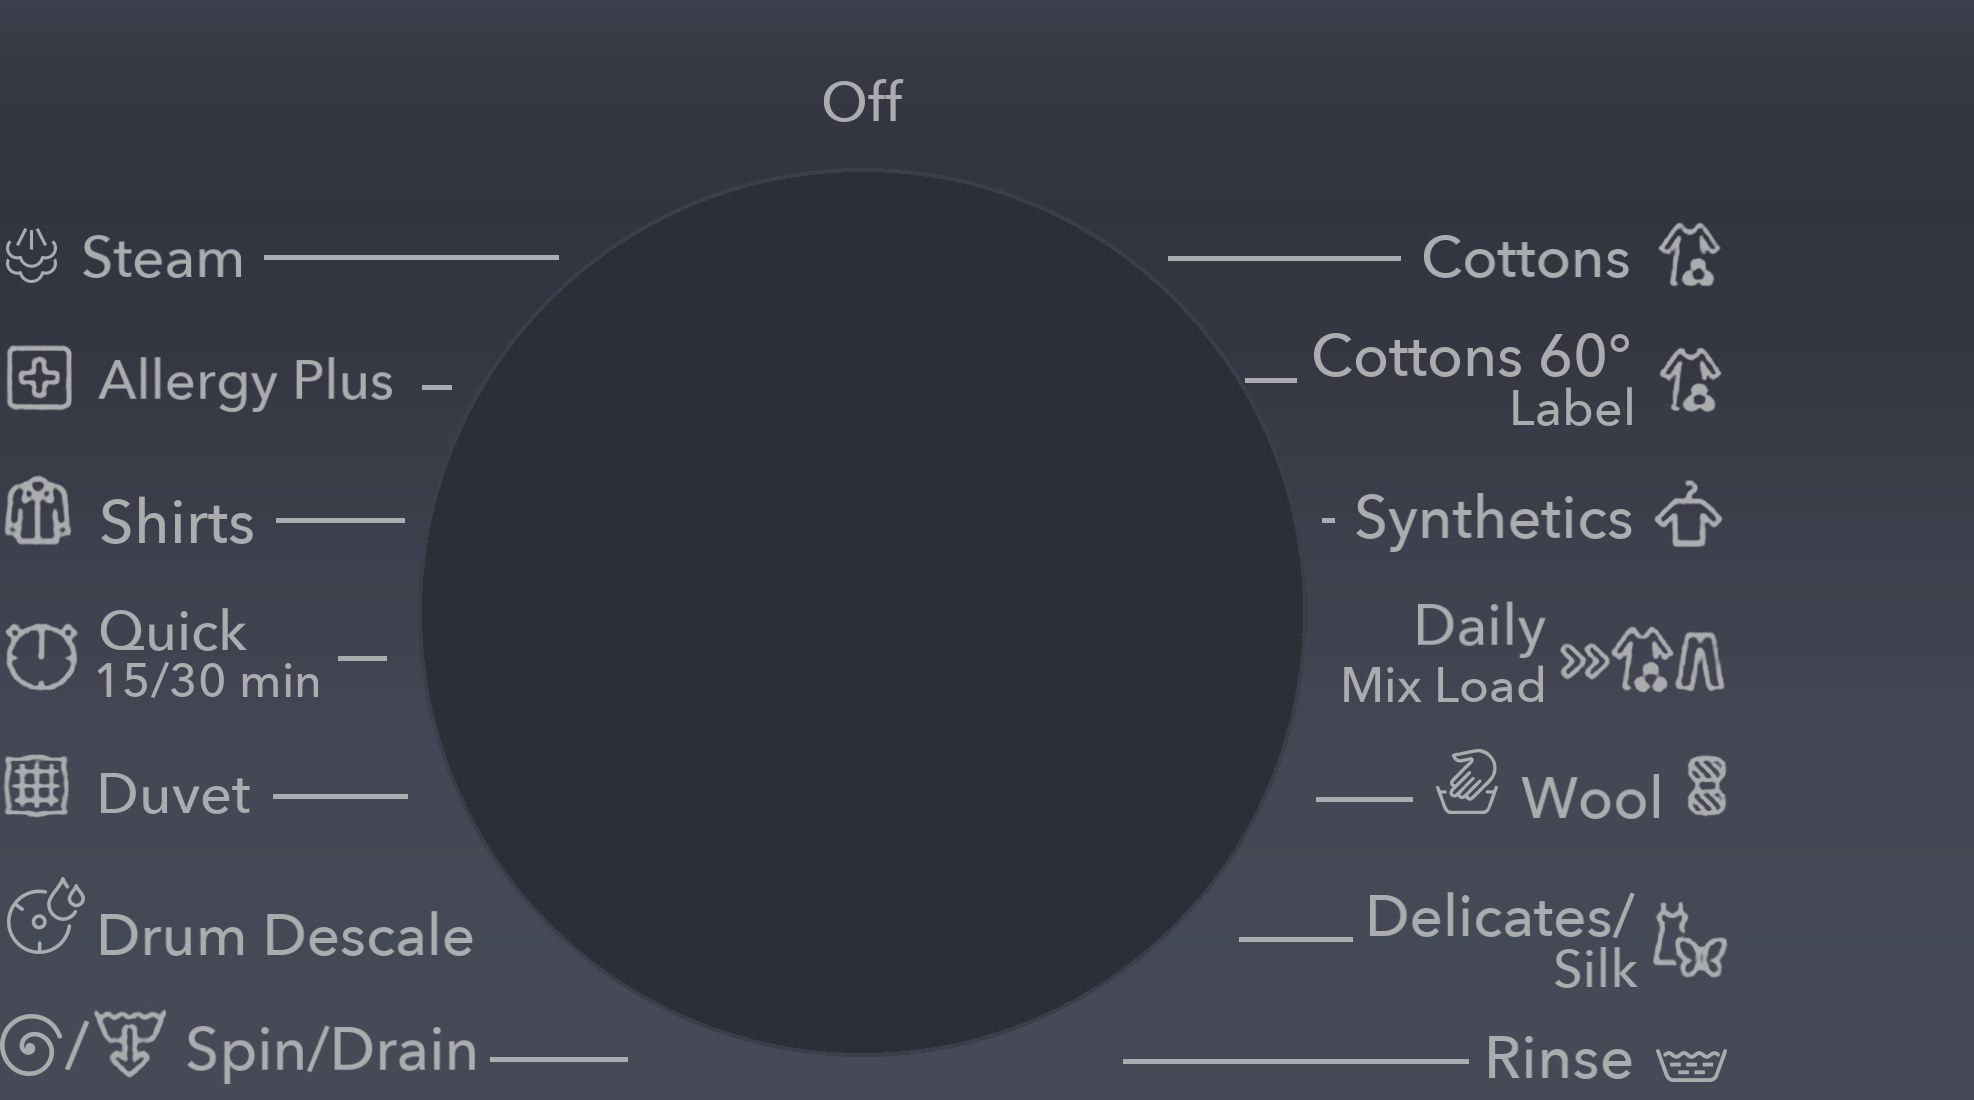 Off
Steam
Allergy Plus
Shirts
Quick
15/30 min
Duvet
Drum Descale
Spin/Drain
Cottons
Cottons 60°
Label
Synthetics
Daily
Mix Load
Wool
Delicates/
Silk
Rinse